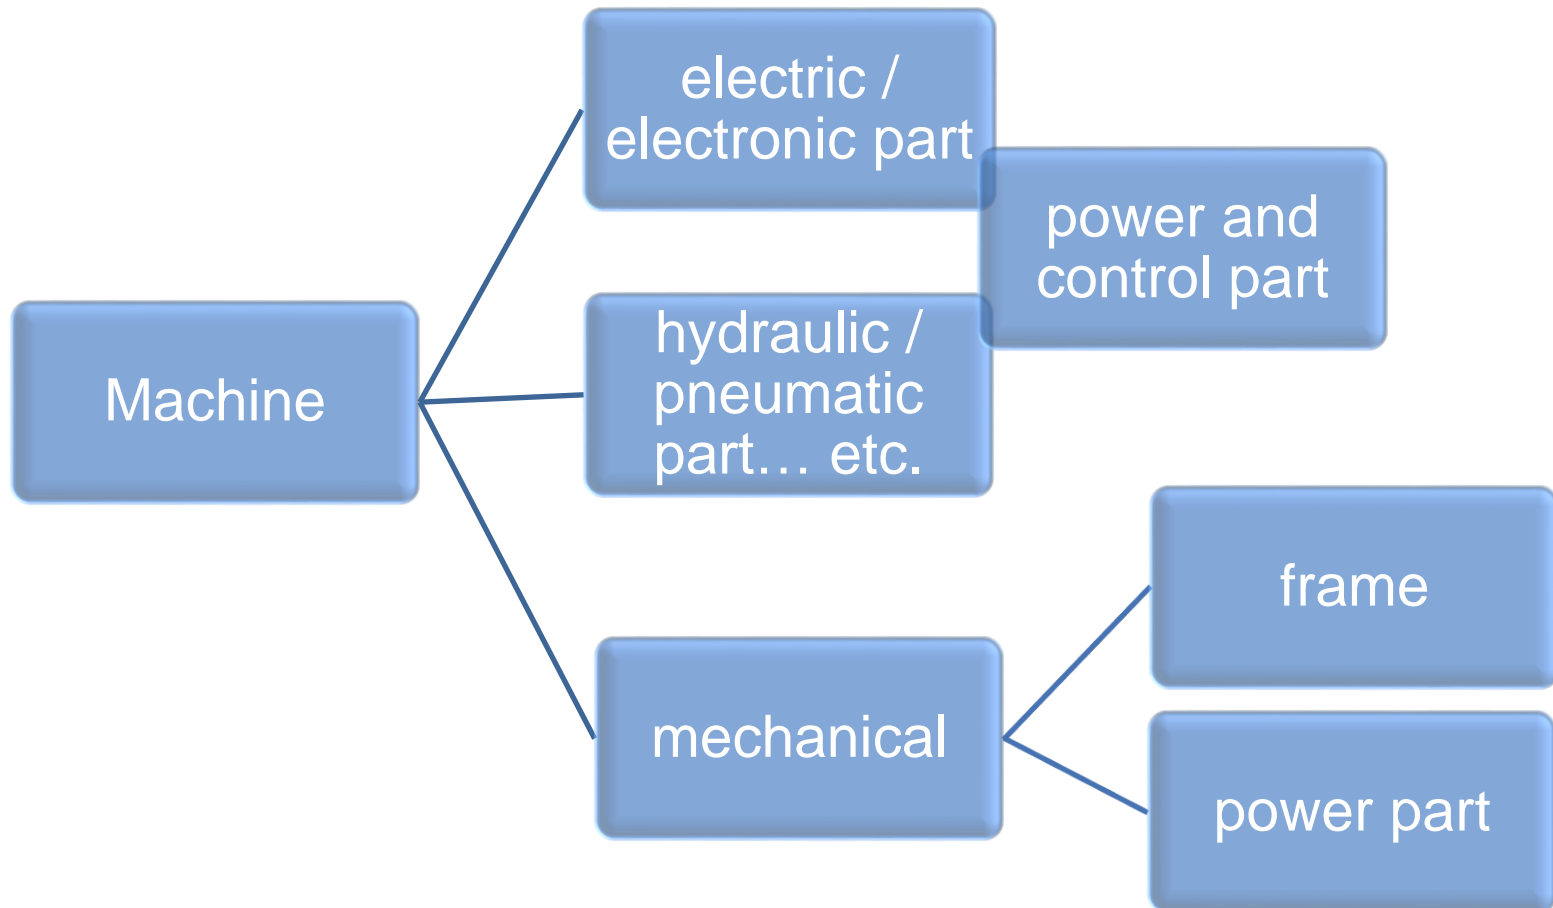 electric /
electronic part
power and
control part
Machine
hydraulic /
pneumatic
part… etc.
mechanical
frame
power part